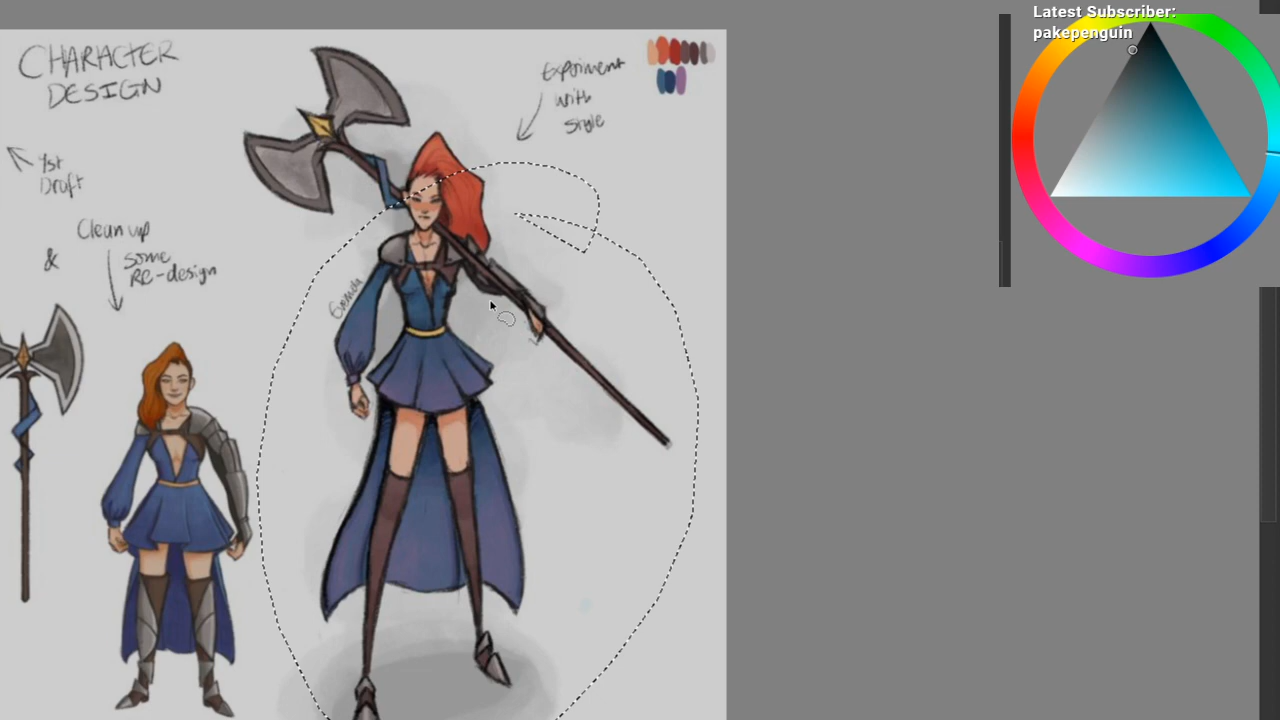 Latest Subscriber:
pakepenguin
CHARACTER
DESIGN
Experiment
with
Style
1st
Draft
Clean up
&
some
RE-design